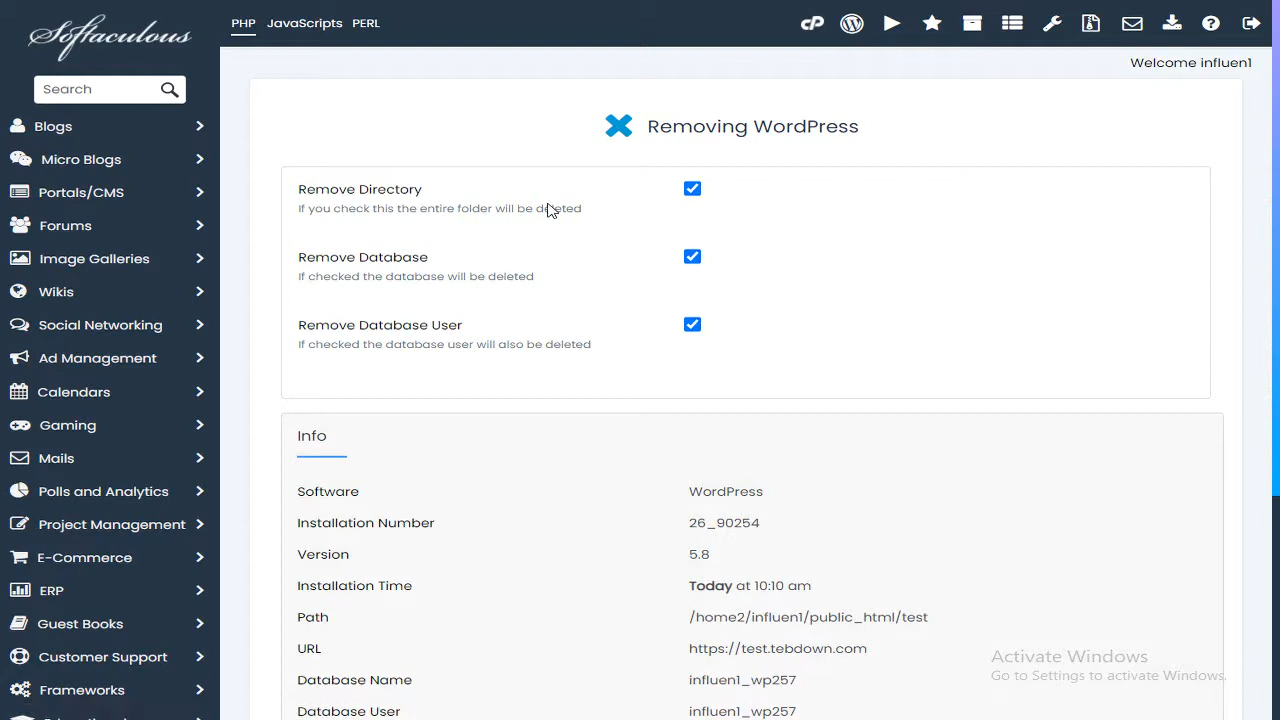 Softaculous
PHP JavaScripts PERL
Search
Welcome influen1
Blogs
Micro Blogs
Portals/CMS
Forums
Image Galleries
Wikis
Social Networking
Ad Management
Calendars
Gaming
Mails
Polls and Analytics
Project Management
E-Commerce
ERP
Guest Books
Customer Support
Frameworks
Removing WordPress
Remove Directory
If you check this the entire folder will be deleted
Remove Database
If checked the database will be deleted
Remove Database User
If checked the database user will also be deleted
Info
Software WordPress
Installation Number 26_90254
Version 5.8
Installation Time Today at 10:10 am
Path /home2/influen1/public_html/test
URL https://test.tebdown.com
Database Name influen1_wp257
Database User influen1_wp257
Activate Windows
Go to Settings to activate Windows.